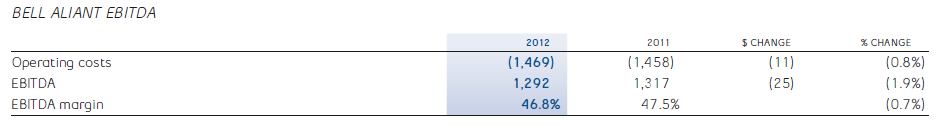 BELL ALIANT EBITDA
2012 2011 $ CHANGE % CHANGE
Operating costs (1,469) (1,458) (11) (0.8%)
EBITDA 1,292 1,317 (25) (1.9%)
EBITDA margin 46.8% 47.5% (0.7%)